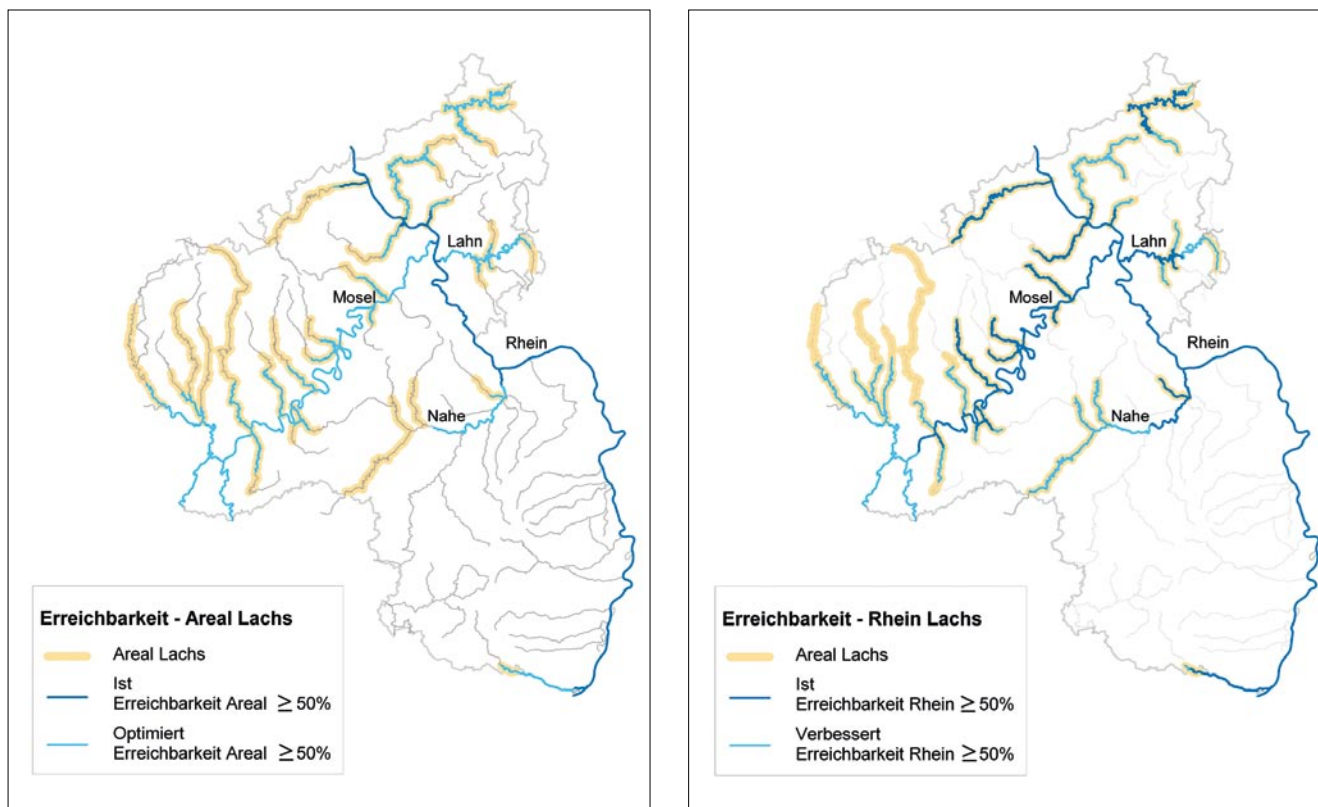 Lahn
Mosel
Rhein
Nahe
Erreichbarkeit - Areal Lachs
Areal Lachs
Ist
Erreichbarkeit Areal ≥ 50%
Optimiert
Erreichbarkeit Areal ≥ 50%
Lahn
Mosel
Rhein
Nahe
Erreichbarkeit - Rhein Lachs
Areal Lachs
Ist
Erreichbarkeit Rhein ≥ 50%
Verbessert
Erreichbarkeit Rhein ≥ 50%